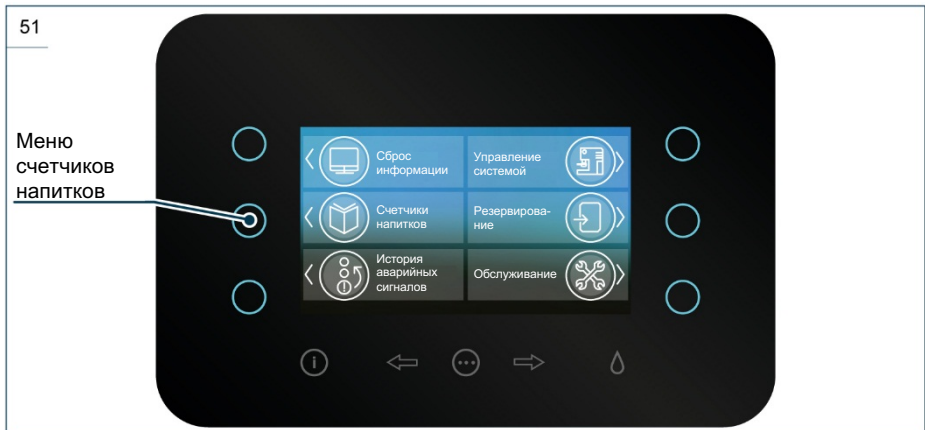 51
Меню
счетчиков
напитков
Сброс
информации
Управление
системой
Счетчики
напитков
Резервирова-
ние
История
аварийных
сигналов
Обслуживание